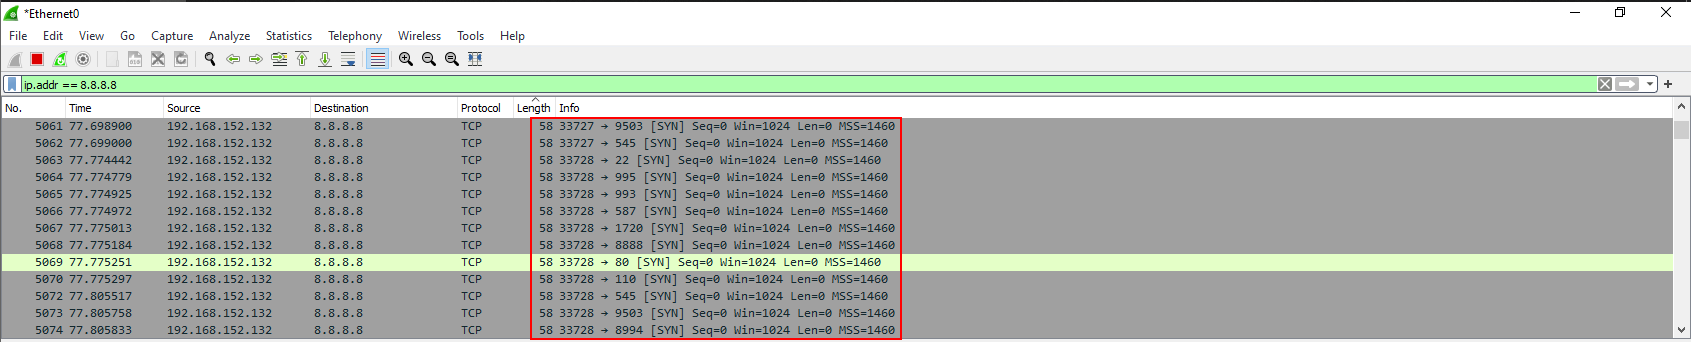 *Ethernet0
File Edit View Go Capture Analyze Statistics Telephony Wireless Tools Help
ip.addr == 8.8.8.8
No. Time Source Destination Protocol Length Info
5061 77.698900 192.168.152.132 8.8.8.8 TCP 58 33727 → 9503 [SYN] Seq=0 Win=1024 Len=0 MSS=1460
5062 77.699000 192.168.152.132 8.8.8.8 TCP 58 33727 → 545 [SYN] Seq=0 Win=1024 Len=0 MSS=1460
5063 77.774442 192.168.152.132 8.8.8.8 TCP 58 33728 → 22 [SYN] Seq=0 Win=1024 Len=0 MSS=1460
5064 77.774779 192.168.152.132 8.8.8.8 TCP 58 33728 → 995 [SYN] Seq=0 Win=1024 Len=0 MSS=1460
5065 77.774925 192.168.152.132 8.8.8.8 TCP 58 33728 → 993 [SYN] Seq=0 Win=1024 Len=0 MSS=1460
5066 77.774972 192.168.152.132 8.8.8.8 TCP 58 33728 → 587 [SYN] Seq=0 Win=1024 Len=0 MSS=1460
5067 77.775013 192.168.152.132 8.8.8.8 TCP 58 33728 → 1720 [SYN] Seq=0 Win=1024 Len=0 MSS=1460
5068 77.775184 192.168.152.132 8.8.8.8 TCP 58 33728 → 8888 [SYN] Seq=0 Win=1024 Len=0 MSS=1460
5069 77.775251 192.168.152.132 8.8.8.8 TCP 58 33728 → 80 [SYN] Seq=0 Win=1024 Len=0 MSS=1460
5070 77.775297 192.168.152.132 8.8.8.8 TCP 58 33728 → 110 [SYN] Seq=0 Win=1024 Len=0 MSS=1460
5072 77.805517 192.168.152.132 8.8.8.8 TCP 58 33728 → 545 [SYN] Seq=0 Win=1024 Len=0 MSS=1460
5073 77.805758 192.168.152.132 8.8.8.8 TCP 58 33728 → 9503 [SYN] Seq=0 Win=1024 Len=0 MSS=1460
5074 77.805833 192.168.152.132 8.8.8.8 TCP 58 33728 → 8994 [SYN] Seq=0 Win=1024 Len=0 MSS=1460